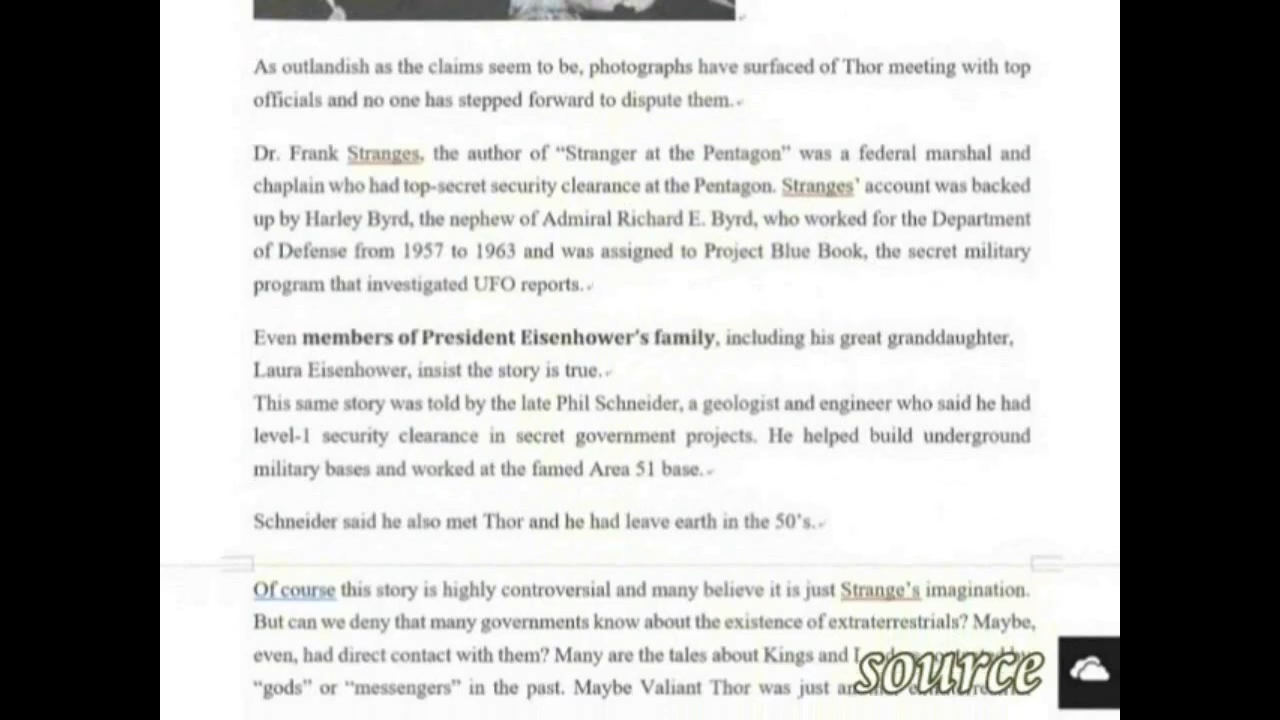 As outlandish as the claims seem to be, photographs have surfaced of Thor meeting with top
officials and no one has stepped forward to dispute them.
Dr. Frank Stranges, the author of “Stranger at the Pentagon” was a federal marshal and
chaplain who had top-secret security clearance at the Pentagon. Stranges’ account was backed
up by Harley Byrd, the nephew of Admiral Richard E. Byrd, who worked for the Department
of Defense from 1957 to 1963 and was assigned to Project Blue Book, the secret military
program that investigated UFO reports.
Even members of President Eisenhower’s family, including his great granddaughter,
Laura Eisenhower, insist the story is true.
This same story was told by the late Phil Schneider, a geologist and engineer who said he had
level-1 security clearance in secret government projects. He helped build underground
military bases and worked at the famed Area 51 base.
Schneider said he also met Thor and he had leave earth in the 50’s.
Of course this story is highly controversial and many believe it is just Strange’s imagination.
But can we deny that many governments know about the existence of extraterrestrials? Maybe,
even, had direct contact with them? Many are the tales about Kings and
“gods” or “messengers” in the past. Maybe Valiant Thor was just
source